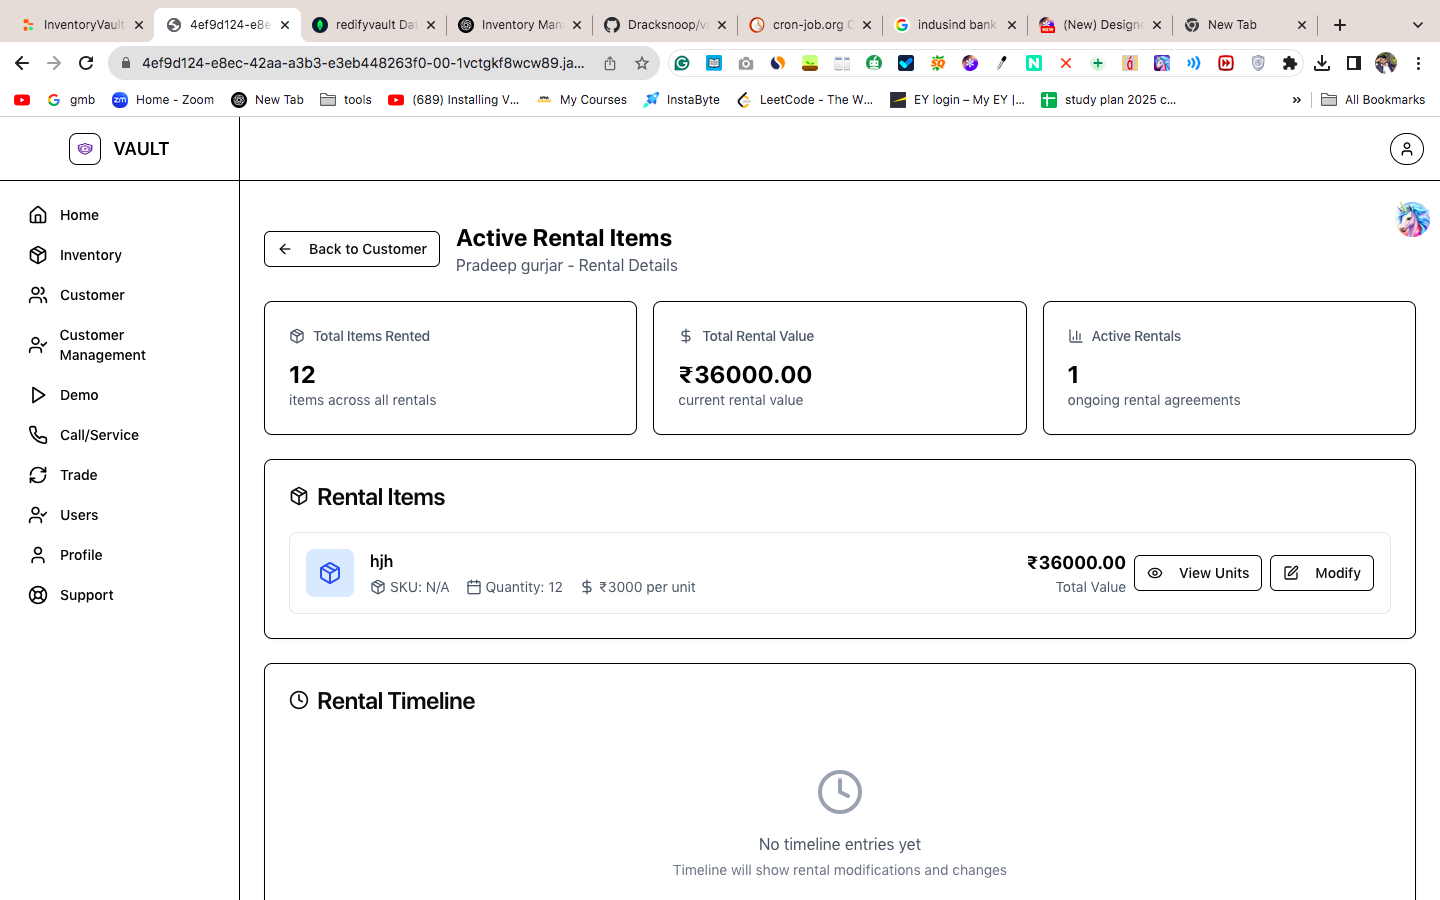 InventoryVault
4ef9d124-e8e
redifyvault Dat
Inventory Man
Dracksnoop/va
cron-job.org C
indusind bank
(New) Designe
New Tab
4ef9d124-e8ec-42aa-a3b3-e3eb448263f0-00-1vctgkf8wcw89.ja...
gmb
Home - Zoom
New Tab
tools
(689) Installing V...
My Courses
InstaByte
LeetCode - The W...
EY login – My EY |...
study plan 2025 c...
»
All Bookmarks
VAULT
Home
Inventory
Customer
Customer
Management
Demo
Call/Service
Trade
Users
Profile
Support
Back to Customer
Active Rental Items
Pradeep gurjar - Rental Details
Total Items Rented
12
items across all rentals
$ Total Rental Value
₹36000.00
current rental value
Active Rentals
1
ongoing rental agreements
Rental Items
hjh
SKU: N/A
Quantity: 12
$ ₹3000 per unit
₹36000.00
Total Value
View Units
Modify
Rental Timeline
No timeline entries yet
Timeline will show rental modifications and changes